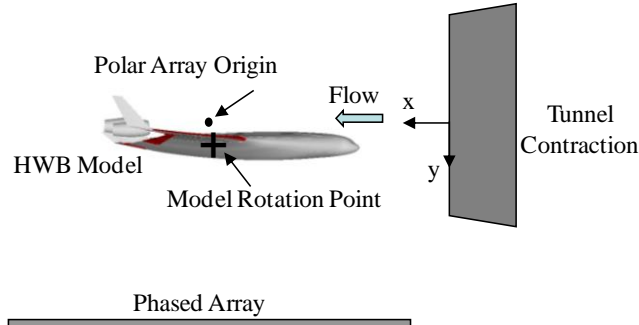 Polar Array Origin
Flow
x
Tunnel
Contraction
HWB Model
y
Model Rotation Point
Phased Array